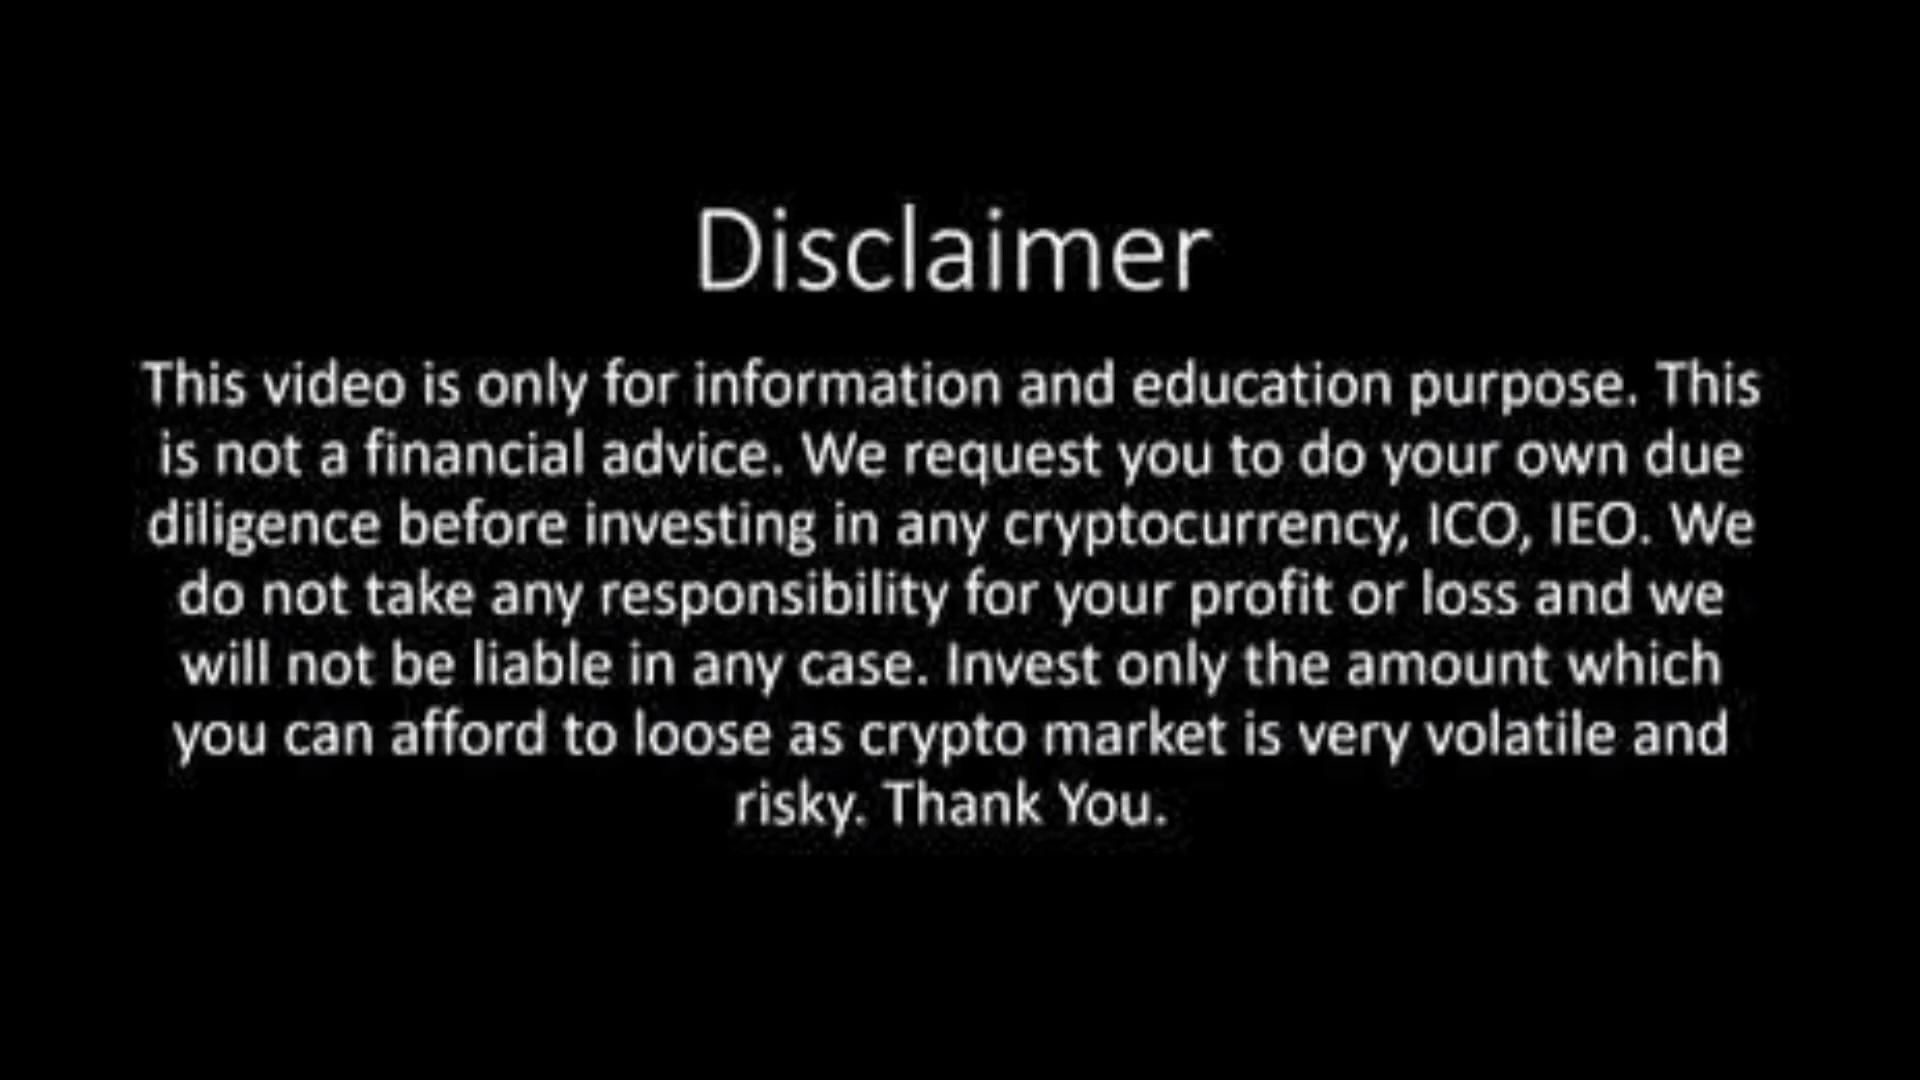 Disclaimer
This video is only for information and education purpose. This
is not a financial advice. We request you to do your own due
diligence before investing in any cryptocurrency, ICO, IEO. We
do not take any responsibility for your profit or loss and we
will not be liable in any case. Invest only the amount which
you can afford to loose as crypto market is very volatile and
risky. Thank You.